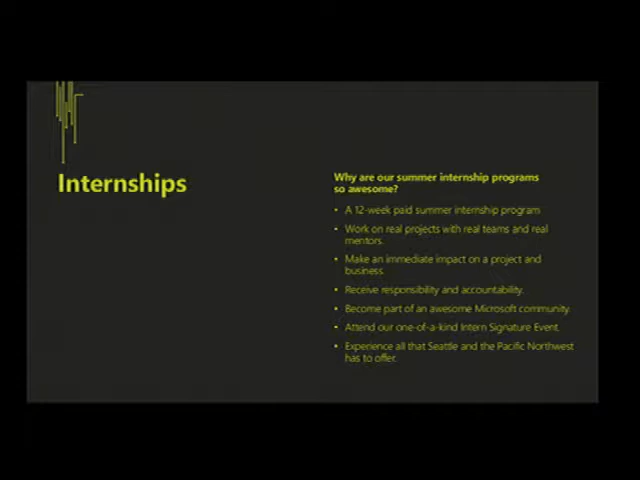 Internships
Why are our summer internship programs
so awesome?
• A 12-week paid summer internship program
• Work on real projects with real teams and real
mentors.
• Make an immediate impact on a project and
business.
• Receive responsibility and accountability.
• Become part of an awesome Microsoft community.
• Attend our one-of-a-kind Intern Signature Event.
• Experience all that Seattle and the Pacific Northwest
has to offer.